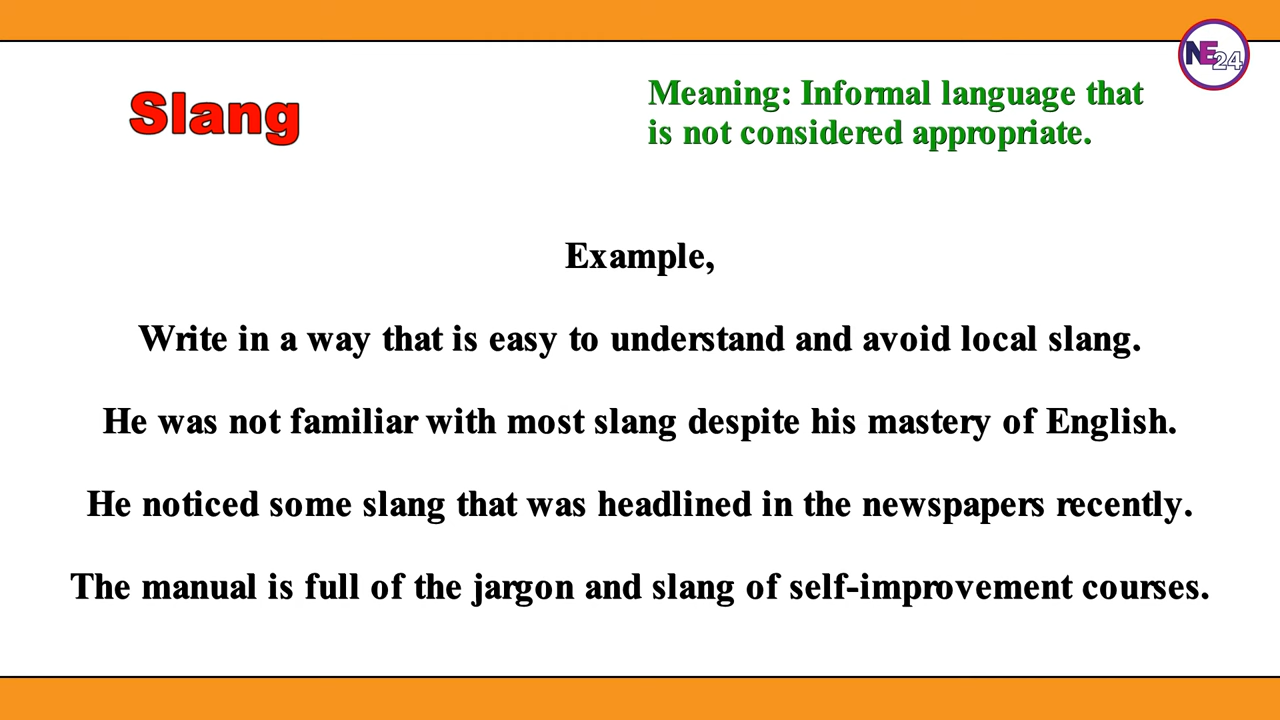 NE24
Slang
Meaning: Informal language that
is not considered appropriate.
Example,
Write in a way that is easy to understand and avoid local slang.
He was not familiar with most slang despite his mastery of English.
He noticed some slang that was headlined in the newspapers recently.
The manual is full of the jargon and slang of self-improvement courses.